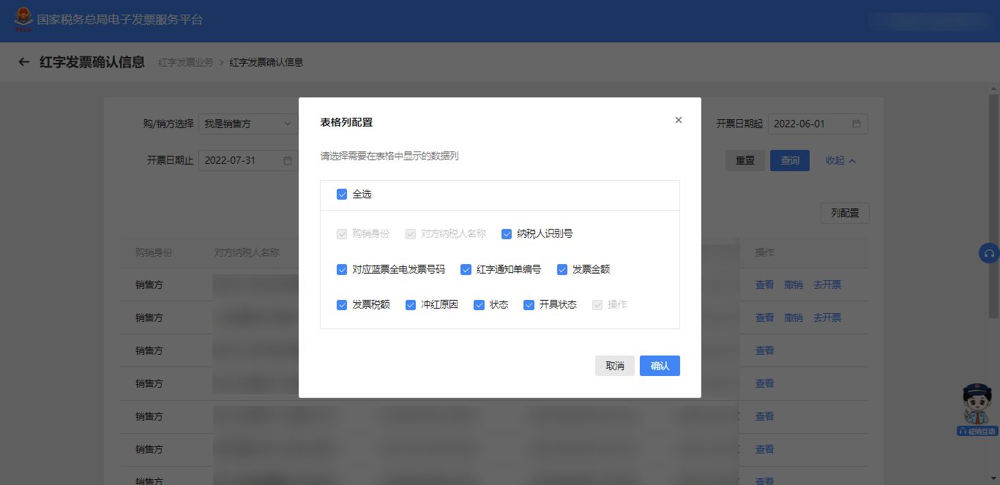 国家税务总局电子发票服务平台
红字发票确认信息 红字发票业务 > 红字发票确认信息
购/销方选择 我是销售方 开票日期起 2022-06-01
开票日期止 2022-07-31 重置 查询 收起
列配置
购销身份 对方纳税人名称 操作
销售方 查看 撤销 去开票
销售方 查看 撤销 去开票
销售方 查看
销售方 查看
销售方 查看
销售方 查看
销售方 查看
表格列配置
请选择需要在表格中显示的数据列
全选
购销身份 对方纳税人名称 纳税人识别号
对应蓝票全电发票号码 红字通知单编号 发票金额
发票税额 冲红原因 状态 开具状态 操作
取消 确认
征纳互动